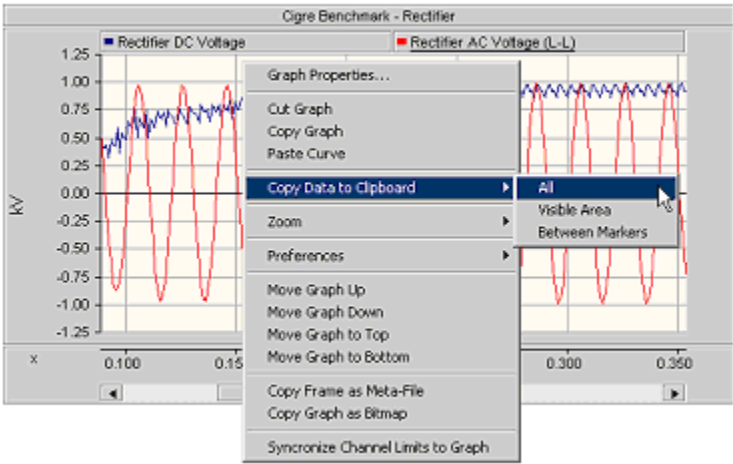 Cigre Benchmark - Rectifier
Rectifier DC Voltage
Rectifier AC Voltage (L-L)
1.25
1.00
0.75
0.50
0.25
0.00
-0.25
-0.50
-0.75
-1.00
-1.25
kV
Graph Properties...
Cut Graph
Copy Graph
Paste Curve
Copy Data to Clipboard
Zoom
Preferences
Move Graph Up
Move Graph Down
Move Graph to Top
Move Graph to Bottom
Copy Frame as Meta-File
Copy Graph as Bitmap
Syncronize Channel Limits to Graph
All
Visible Area
Between Markers
x
0.100
0.15
0.300
0.350